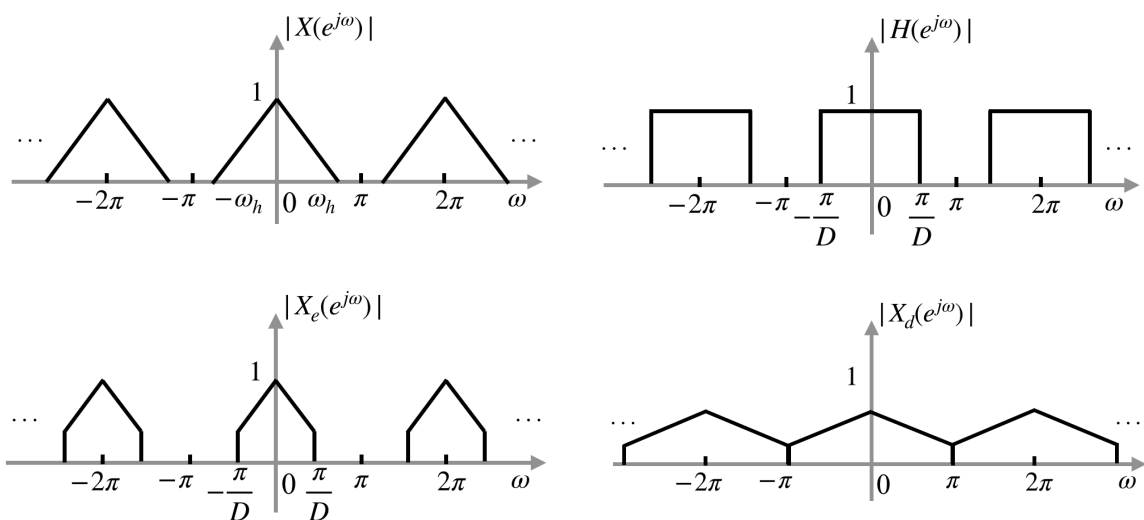 |X(e^{jω})|
1
⋯ ⋯
−2π −π −ω_h 0 ω_h π 2π ω
|H(e^{jω})|
1
⋯ ⋯
−2π −π −π/D 0 π/D π 2π ω
|X_e(e^{jω})|
1
⋯ ⋯
−2π −π −π/D 0 π/D π 2π ω
|X_d(e^{jω})|
1
⋯ ⋯
−2π −π 0 π 2π ω